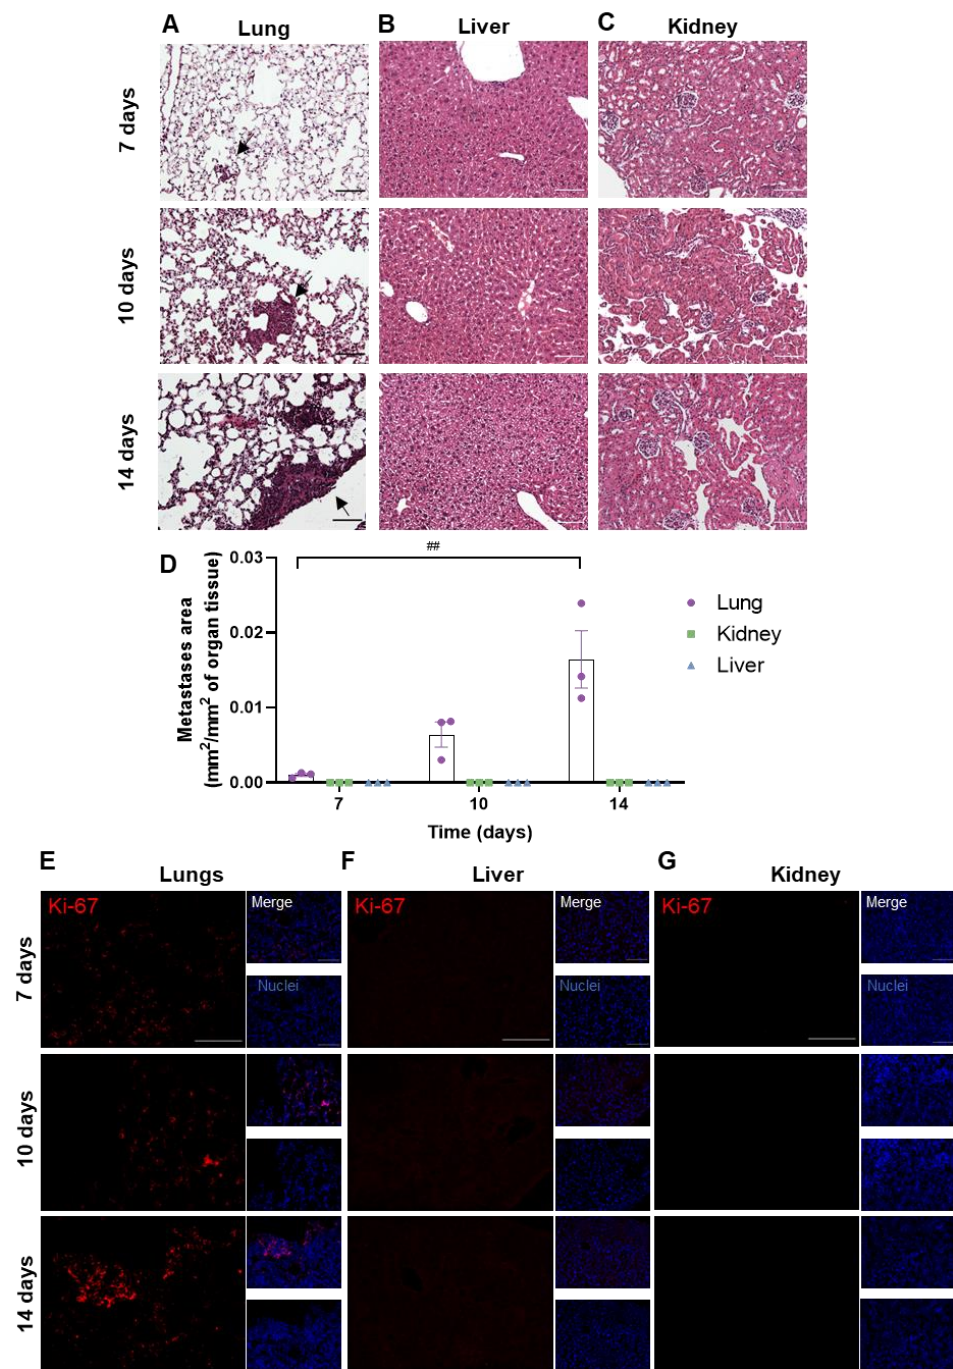 A
Lung
B
Liver
C
Kidney
7 days
10 days
14 days
D
##
Metastases area
(mm²/mm² of organ tissue)
0.03
0.02
0.01
0.00
7
10
14
Time (days)
Lung
Kidney
Liver
E
Lungs
F
Liver
G
Kidney
7 days
Ki-67
Merge
Nuclei
Ki-67
Merge
Nuclei
Ki-67
Merge
Nuclei
10 days
14 days